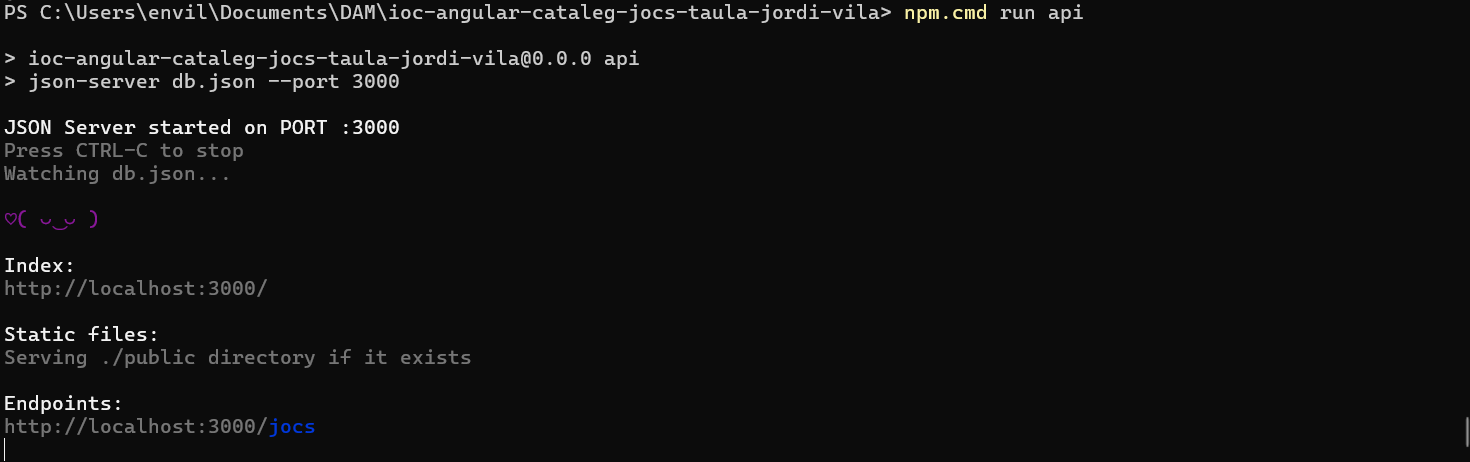 PS C:\Users\envil\Documents\DAM\ioc-angular-cataleg-jocs-taula-jordi-vila> npm.cmd run api
> ioc-angular-cataleg-jocs-taula-jordi-vila@0.0.0 api
> json-server db.json --port 3000
JSON Server started on PORT :3000
Press CTRL-C to stop
Watching db.json...
♡( ◡‿◡ )
Index:
http://localhost:3000/
Static files:
Serving ./public directory if it exists
Endpoints:
http://localhost:3000/jocs